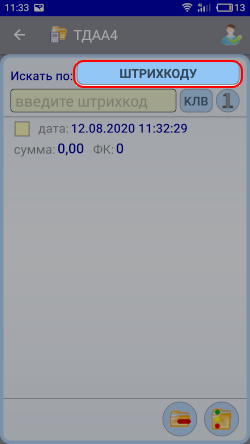 11:33 13
ТДАА4
Искать по: ШТРИХКОДУ
введите штрихкод КЛВ 1
дата: 12.08.2020 11:32:29
сумма: 0,00 ФК: 0